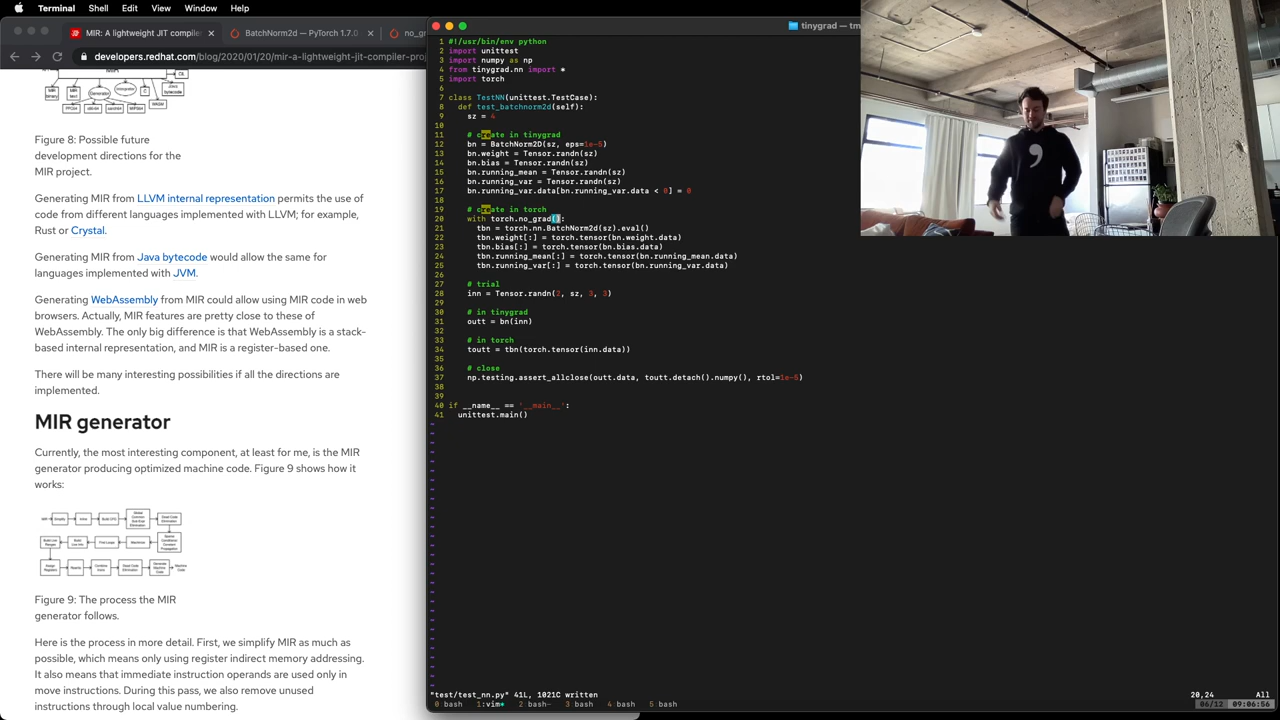 Terminal Shell Edit View Window Help
MIR: A lightweight JIT compiler
BatchNorm2d — PyTorch 1.7.0
developers.redhat.com/blog/2020/01/20/mir-a-lightweight-jit-compiler-proj
Figure 8: Possible future
development directions for the
MIR project.
Generating MIR from LLVM internal representation permits the use of
code from different languages implemented with LLVM; for example,
Rust or Crystal.
Generating MIR from Java bytecode would allow the same for
languages implemented with JVM.
Generating WebAssembly from MIR could allow using MIR code in web
browsers. Actually, MIR features are pretty close to these of
WebAssembly. The only big difference is that WebAssembly is a stack-
based internal representation, and MIR is a register-based one.
There will be many interesting possibilities if all the directions are
implemented.
MIR generator
Currently, the most interesting component, at least for me, is the MIR
generator producing optimized machine code. Figure 9 shows how it
works:
Figure 9: The process the MIR
generator follows.
Here is the process in more detail. First, we simplify MIR as much as
possible, which means only using register indirect memory addressing.
It also means that immediate instruction operands are used only in
move instructions. During this pass, we also remove unused
instructions through local value numbering.
tinygrad — tm
1 #!/usr/bin/env python
2 import unittest
3 import numpy as np
4 from tinygrad.nn import *
5 import torch
6
7 class TestNN(unittest.TestCase):
8 def test_batchnorm2d(self):
9 sz = 4
10
11 # create in tinygrad
12 bn = BatchNorm2D(sz, eps=1e-5)
13 bn.weight = Tensor.randn(sz)
14 bn.bias = Tensor.randn(sz)
15 bn.running_mean = Tensor.randn(sz)
16 bn.running_var = Tensor.randn(sz)
17 bn.running_var.data[bn.running_var.data < 0] = 0
18
19 # create in torch
20 with torch.no_grad():
21 tbn = torch.nn.BatchNorm2d(sz).eval()
22 tbn.weight[:] = torch.tensor(bn.weight.data)
23 tbn.bias[:] = torch.tensor(bn.bias.data)
24 tbn.running_mean[:] = torch.tensor(bn.running_mean.data)
25 tbn.running_var[:] = torch.tensor(bn.running_var.data)
26
27 # trial
28 inn = Tensor.randn(2, sz, 3, 3)
29
30 # in tinygrad
31 outt = bn(inn)
32
33 # in torch
34 toutt = tbn(torch.tensor(inn.data))
35
36 # close
37 np.testing.assert_allclose(outt.data, toutt.detach().numpy(), rtol=1e-5)
38
39
40 if __name__ == '__main__':
41 unittest.main()
"test/test_nn.py" 41L, 1021C written 20,24 All
0 bash 1:vim* 2 bash- 3 bash 4 bash 5 bash 06/12 09:06:56